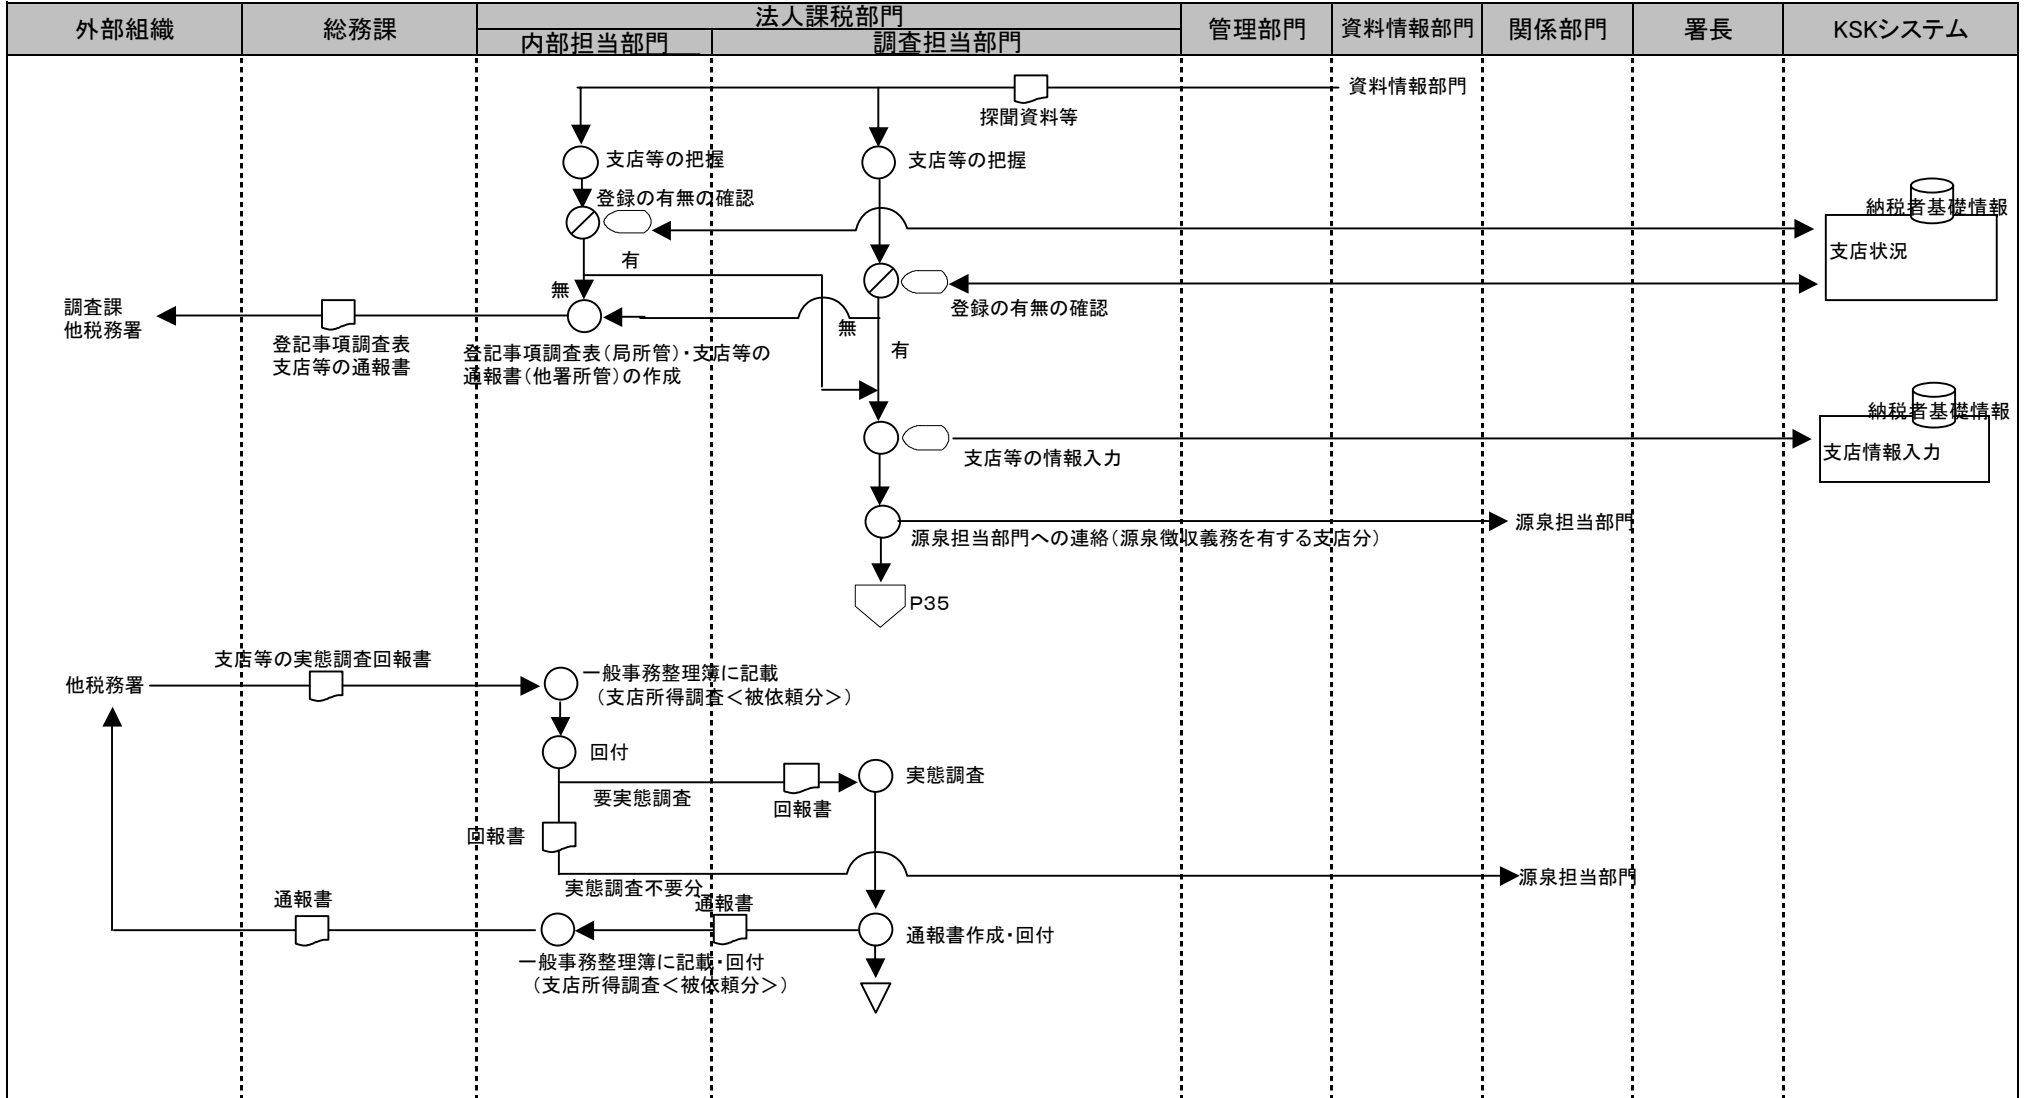 外部組織
総務課
法人課税部門
内部担当部門
調査担当部門
管理部門
資料情報部門
関係部門
署長
KSKシステム
資料情報部門
探聞資料等
支店等の把握
支店等の把握
登録の有無の確認
納税者基礎情報
支店状況
有
無
登録の有無の確認
調査課
他税務署
無
登記事項調査表
支店等の通報書
登記事項調査表(局所管)・支店等の
通報書(他署所管)の作成
有
納税者基礎情報
支店情報入力
支店等の情報入力
源泉担当部門
源泉担当部門への連絡(源泉徴収義務を有する支店分)
P35
支店等の実態調査回報書
他税務署
一般事務整理簿に記載
(支店所得調査<被依頼分>)
回付
実態調査
要実態調査
回報書
回報書
実態調査不要分
源泉担当部門
通報書
通報書
通報書作成・回付
一般事務整理簿に記載・回付
(支店所得調査<被依頼分>)